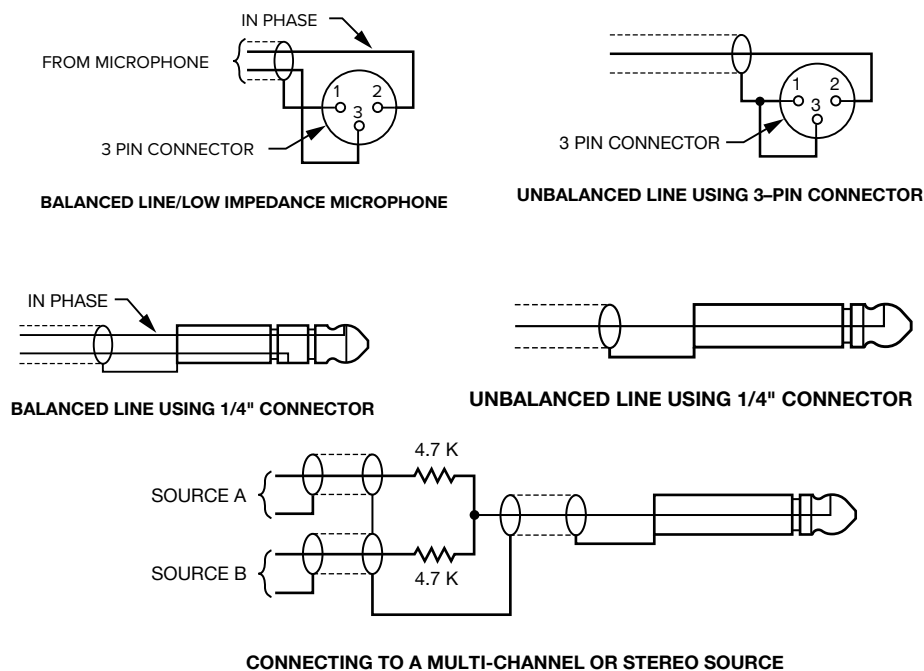 IN PHASE
FROM MICROPHONE
1 2
3
3 PIN CONNECTOR
BALANCED LINE/LOW IMPEDANCE MICROPHONE
1 2
3
3 PIN CONNECTOR
UNBALANCED LINE USING 3–PIN CONNECTOR
IN PHASE
BALANCED LINE USING 1/4" CONNECTOR
UNBALANCED LINE USING 1/4" CONNECTOR
4.7 K
SOURCE A
SOURCE B
4.7 K
CONNECTING TO A MULTI-CHANNEL OR STEREO SOURCE